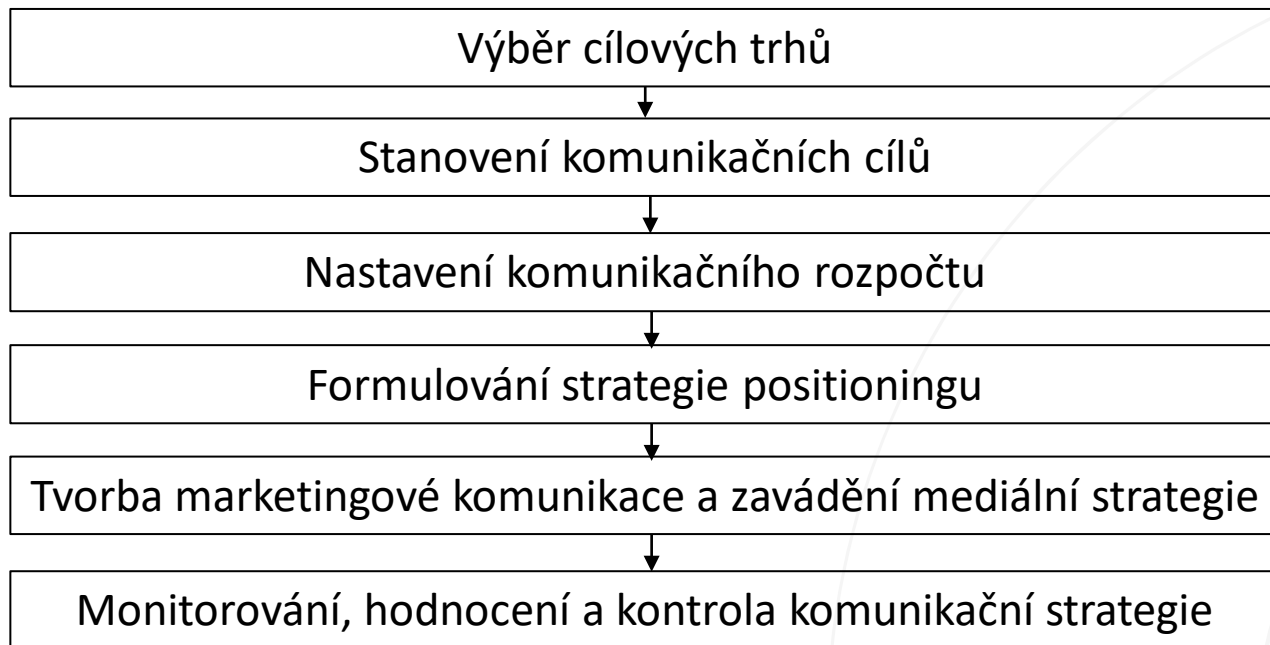 Výběr cílových trhů
Stanovení komunikačních cílů
Nastavení komunikačního rozpočtu
Formulování strategie positioningu
Tvorba marketingové komunikace a zavádění mediální strategie
Monitorování, hodnocení a kontrola komunikační strategie